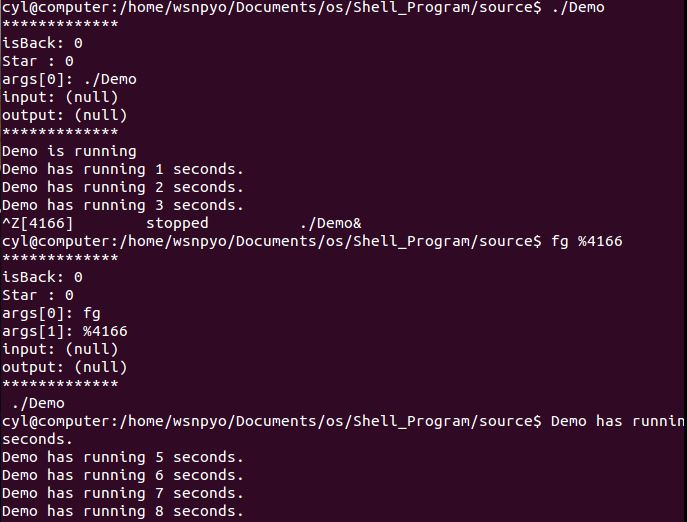 cyl@computer:/home/wsnpyo/Documents/os/Shell_Program/source$ ./Demo
*************
isBack: 0
Star : 0
args[0]: ./Demo
input: (null)
output: (null)
*************
Demo is running
Demo has running 1 seconds.
Demo has running 2 seconds.
Demo has running 3 seconds.
^Z[4166]        stopped          ./Demo&
cyl@computer:/home/wsnpyo/Documents/os/Shell_Program/source$ fg %4166
*************
isBack: 0
Star : 0
args[0]: fg
args[1]: %4166
input: (null)
output: (null)
*************
 ./Demo
cyl@computer:/home/wsnpyo/Documents/os/Shell_Program/source$ Demo has runnin
seconds.
Demo has running 5 seconds.
Demo has running 6 seconds.
Demo has running 7 seconds.
Demo has running 8 seconds.